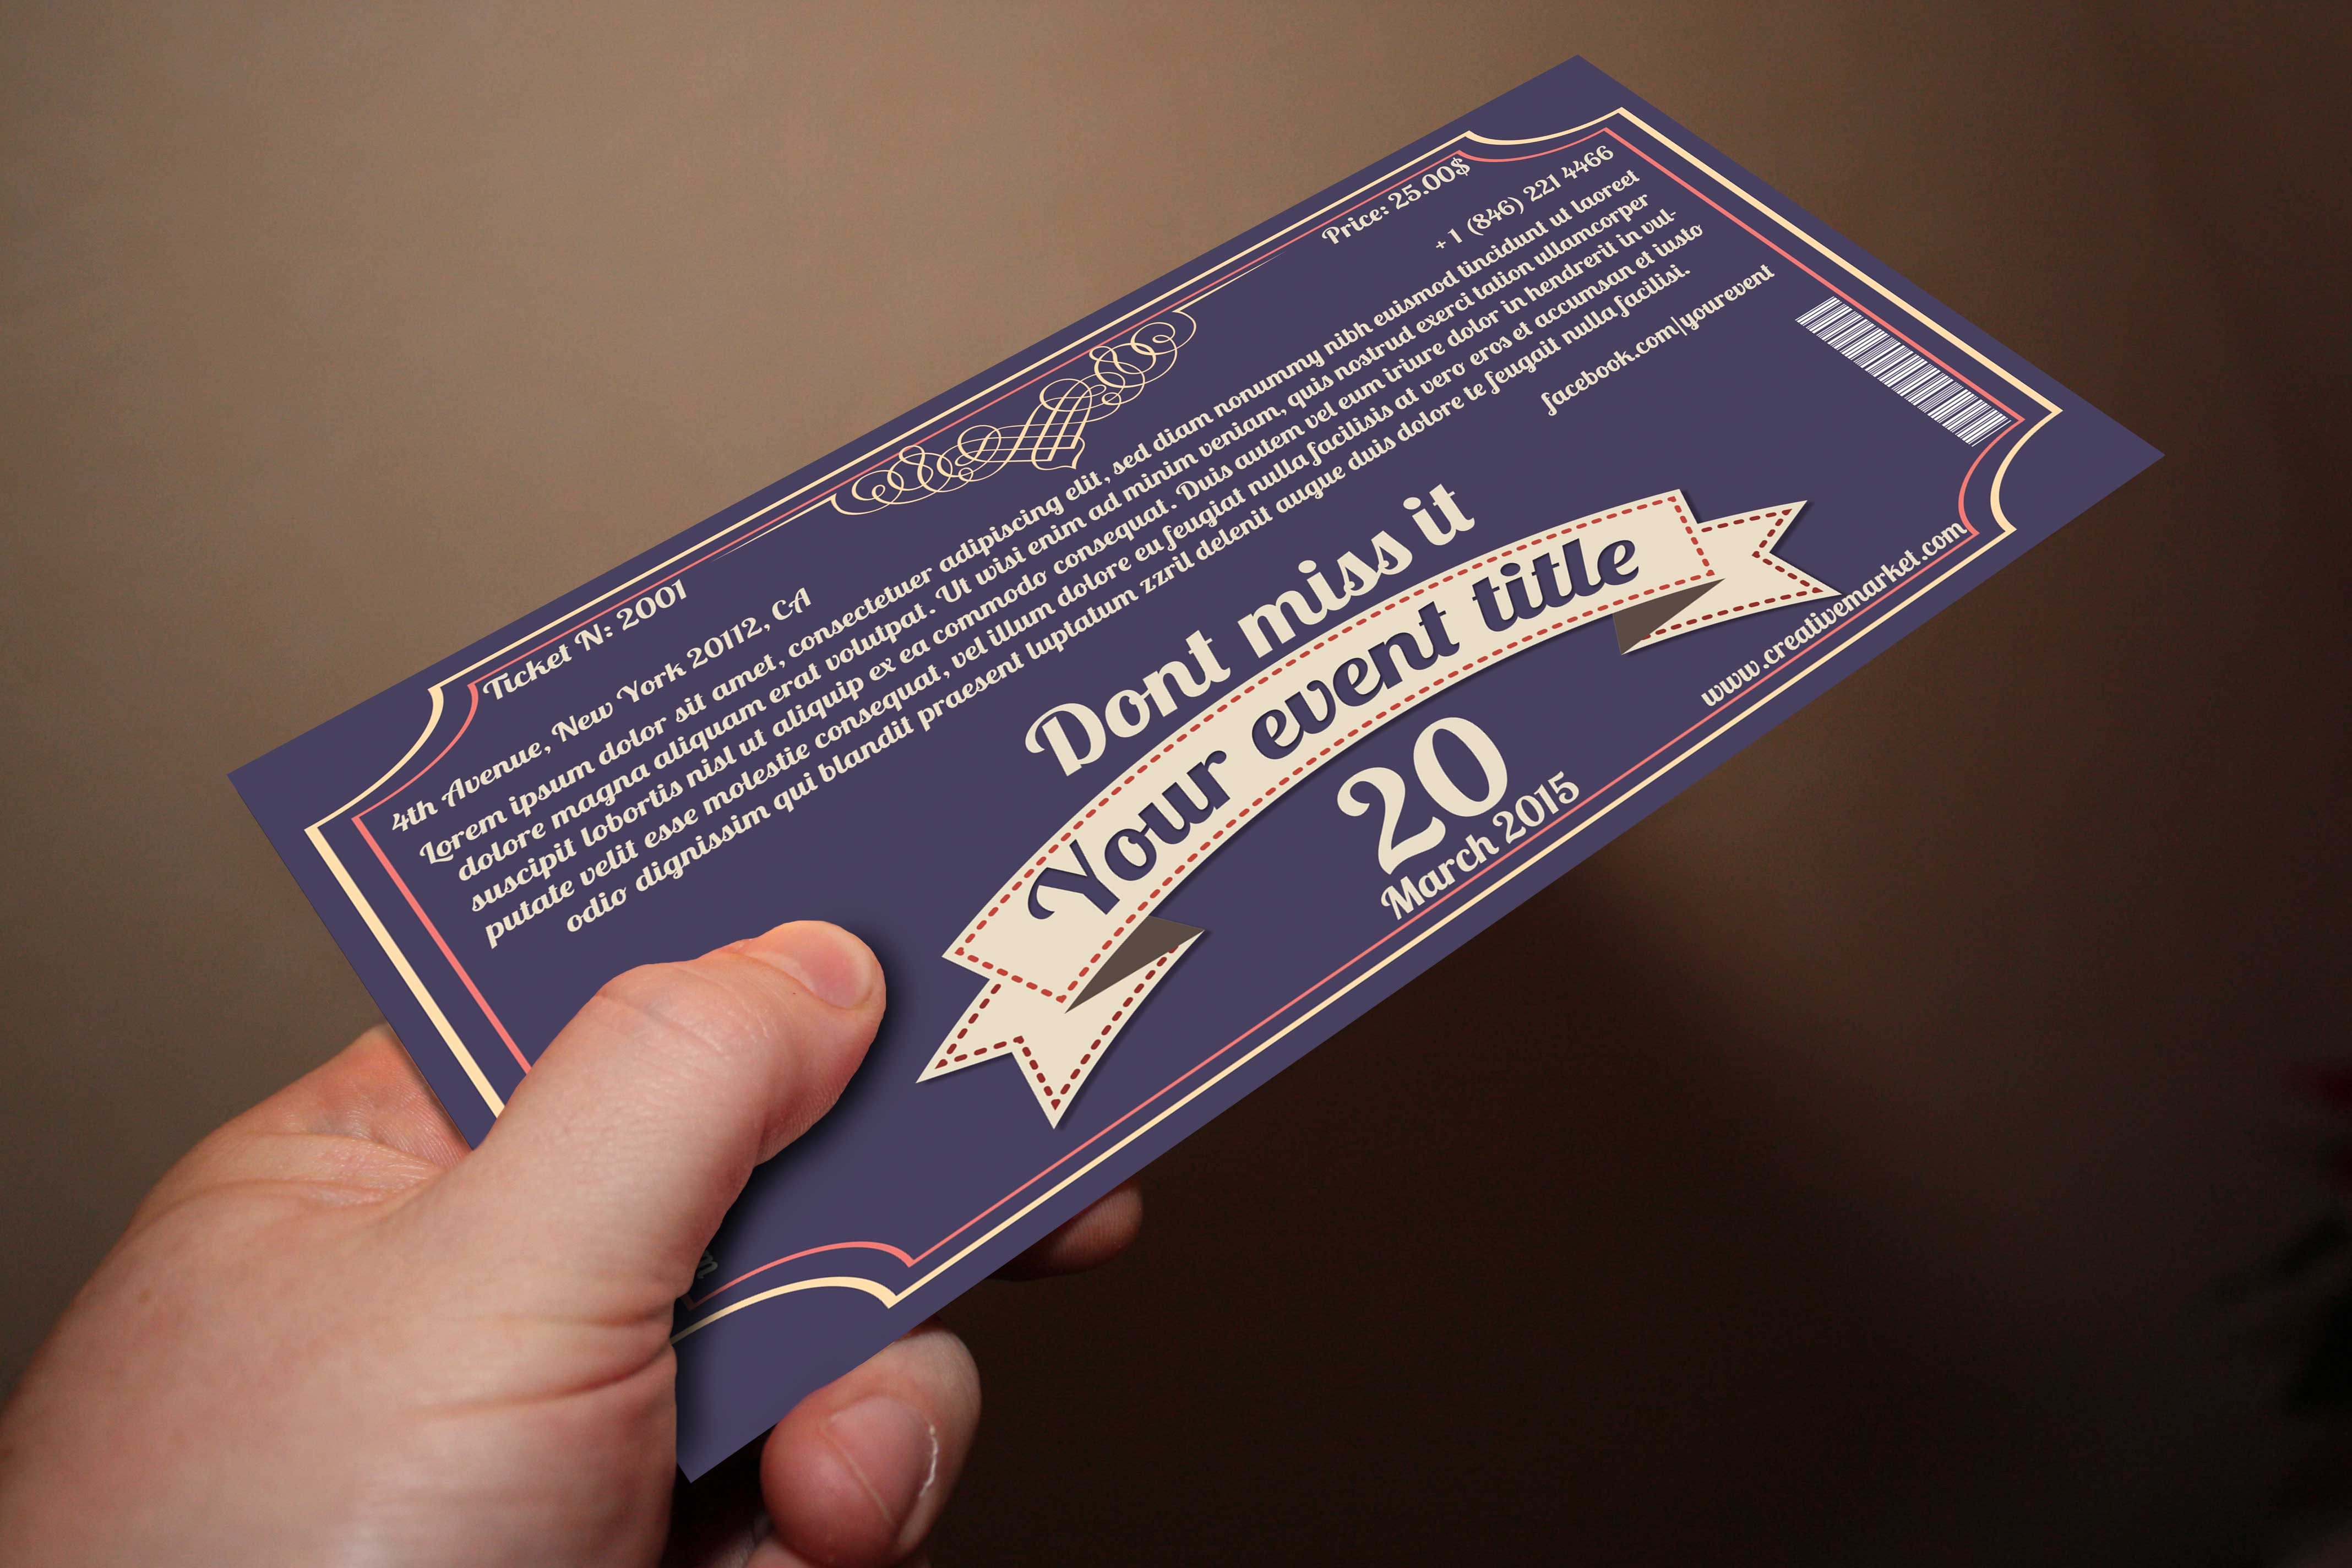 Ticket N: 2001
Price: 25.00$
4th Avenue, New York 20112, CA
+1 (846) 221 4466
Lorem ipsum dolor sit amet, consectetuer adipiscing elit, sed diam nonummy nibh euismod tincidunt ut laoreet
dolore magna aliquam erat volutpat. Ut wisi enim ad minim veniam, quis nostrud exerci tation ullamcorper
suscipit lobortis nisl ut aliquip ex ea commodo consequat. Duis autem vel eum iriure dolor in hendrerit in vul-
putate velit esse molestie consequat, vel illum dolore eu feugiat nulla facilisis at vero eros et accumsan et iusto
odio dignissim qui blandit praesent luptatum zzril delenit augue duis dolore te feugait nulla facilisi.
facebook.com/yourevent
Dont miss it
Your event title
20
March 2015
www.creativemarket.com